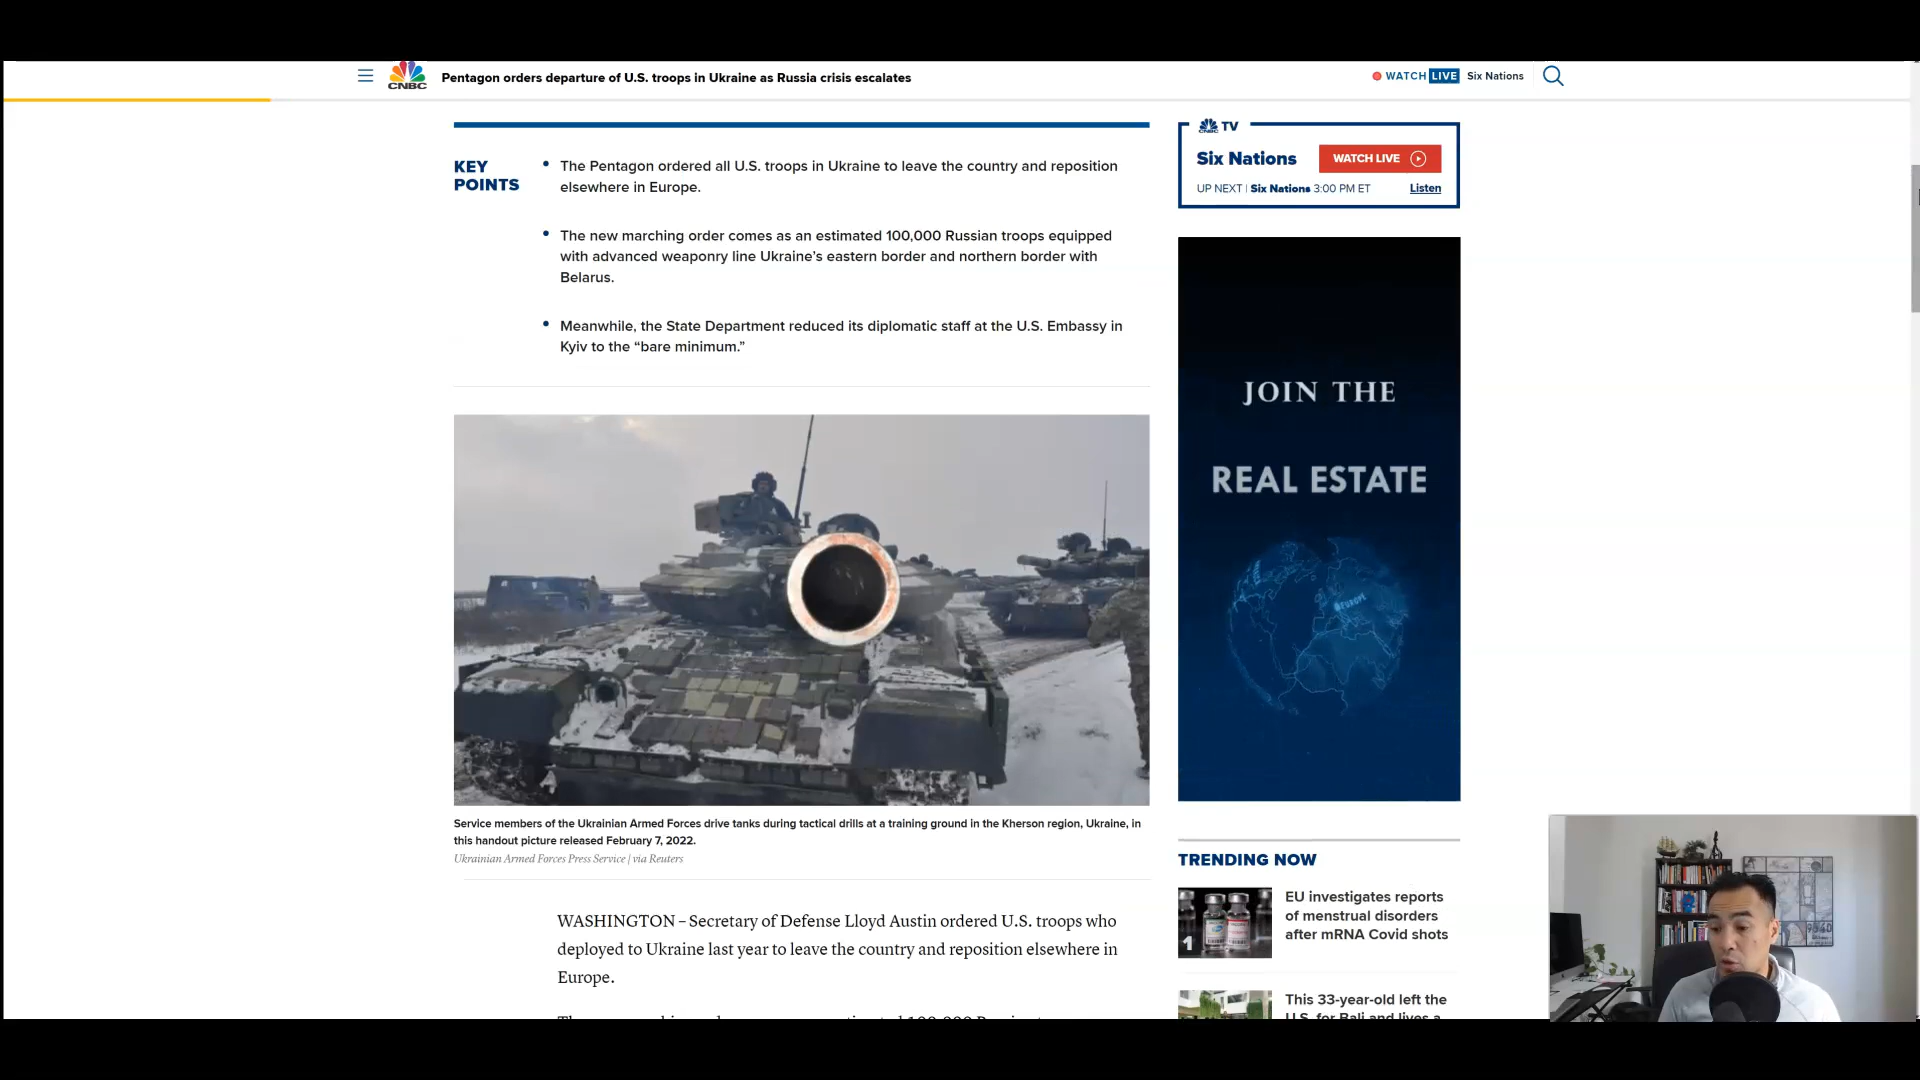 CNBC
Pentagon orders departure of U.S. troops in Ukraine as Russia crisis escalates
WATCH LIVE Six Nations
KEY
POINTS
The Pentagon ordered all U.S. troops in Ukraine to leave the country and reposition
elsewhere in Europe.
The new marching order comes as an estimated 100,000 Russian troops equipped
with advanced weaponry line Ukraine’s eastern border and northern border with
Belarus.
Meanwhile, the State Department reduced its diplomatic staff at the U.S. Embassy in
Kyiv to the “bare minimum.”
Service members of the Ukrainian Armed Forces drive tanks during tactical drills at a training ground in the Kherson region, Ukraine, in
this handout picture released February 7, 2022.
Ukrainian Armed Forces Press Service | via Reuters
WASHINGTON – Secretary of Defense Lloyd Austin ordered U.S. troops who
deployed to Ukraine last year to leave the country and reposition elsewhere in
Europe.
CNBC TV
Six Nations
WATCH LIVE
UP NEXT | Six Nations 3:00 PM ET
Listen
JOIN THE
REAL ESTATE
EUROPE
TRENDING NOW
1
EU investigates reports
of menstrual disorders
after mRNA Covid shots
This 33-year-old left the
U.S. for Bali and lives a